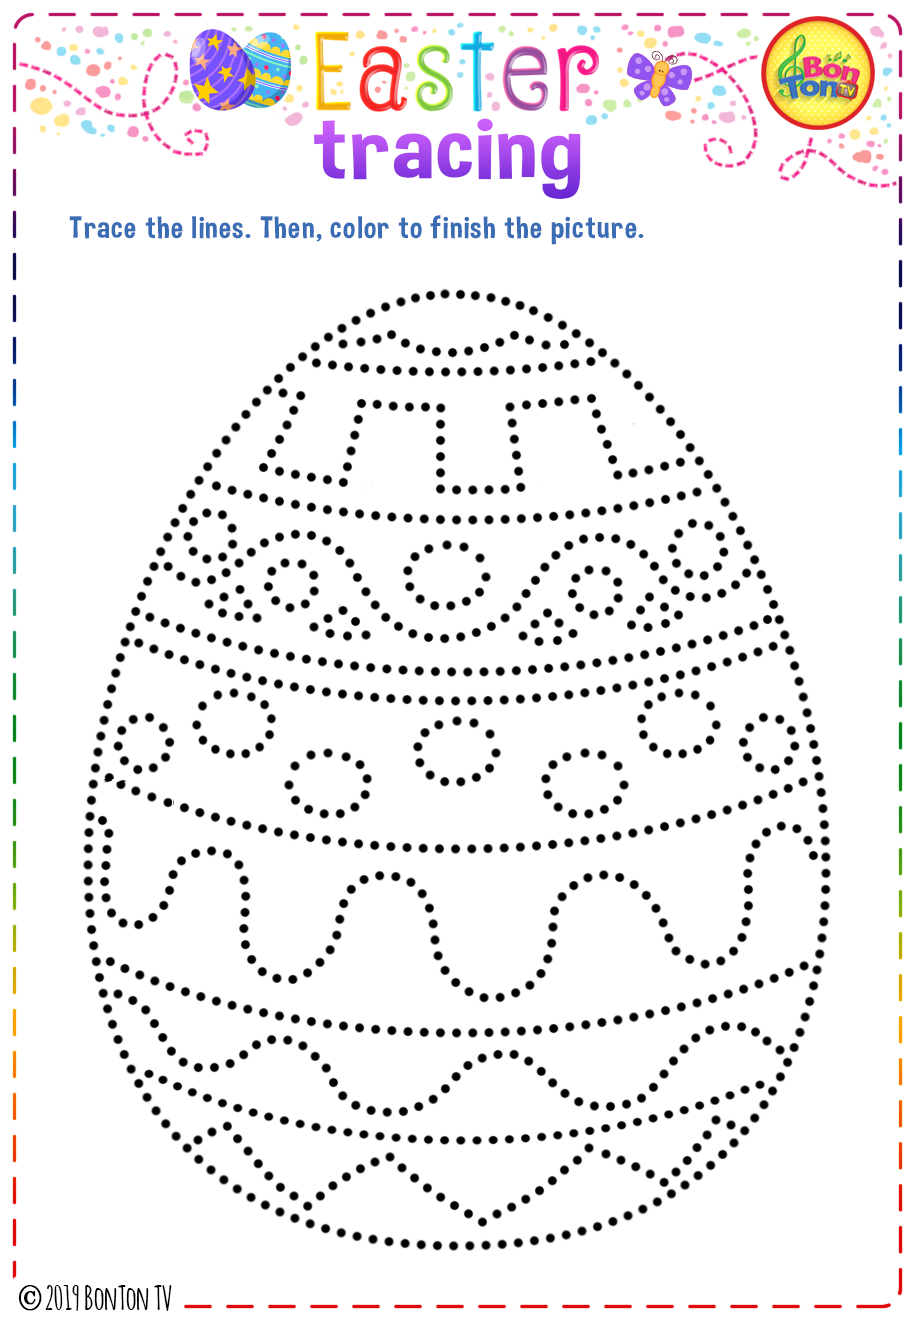 Easter
Bon
Ton TV
tracing
Trace the lines. Then, color to finish the picture.
© 2019 BonTon TV